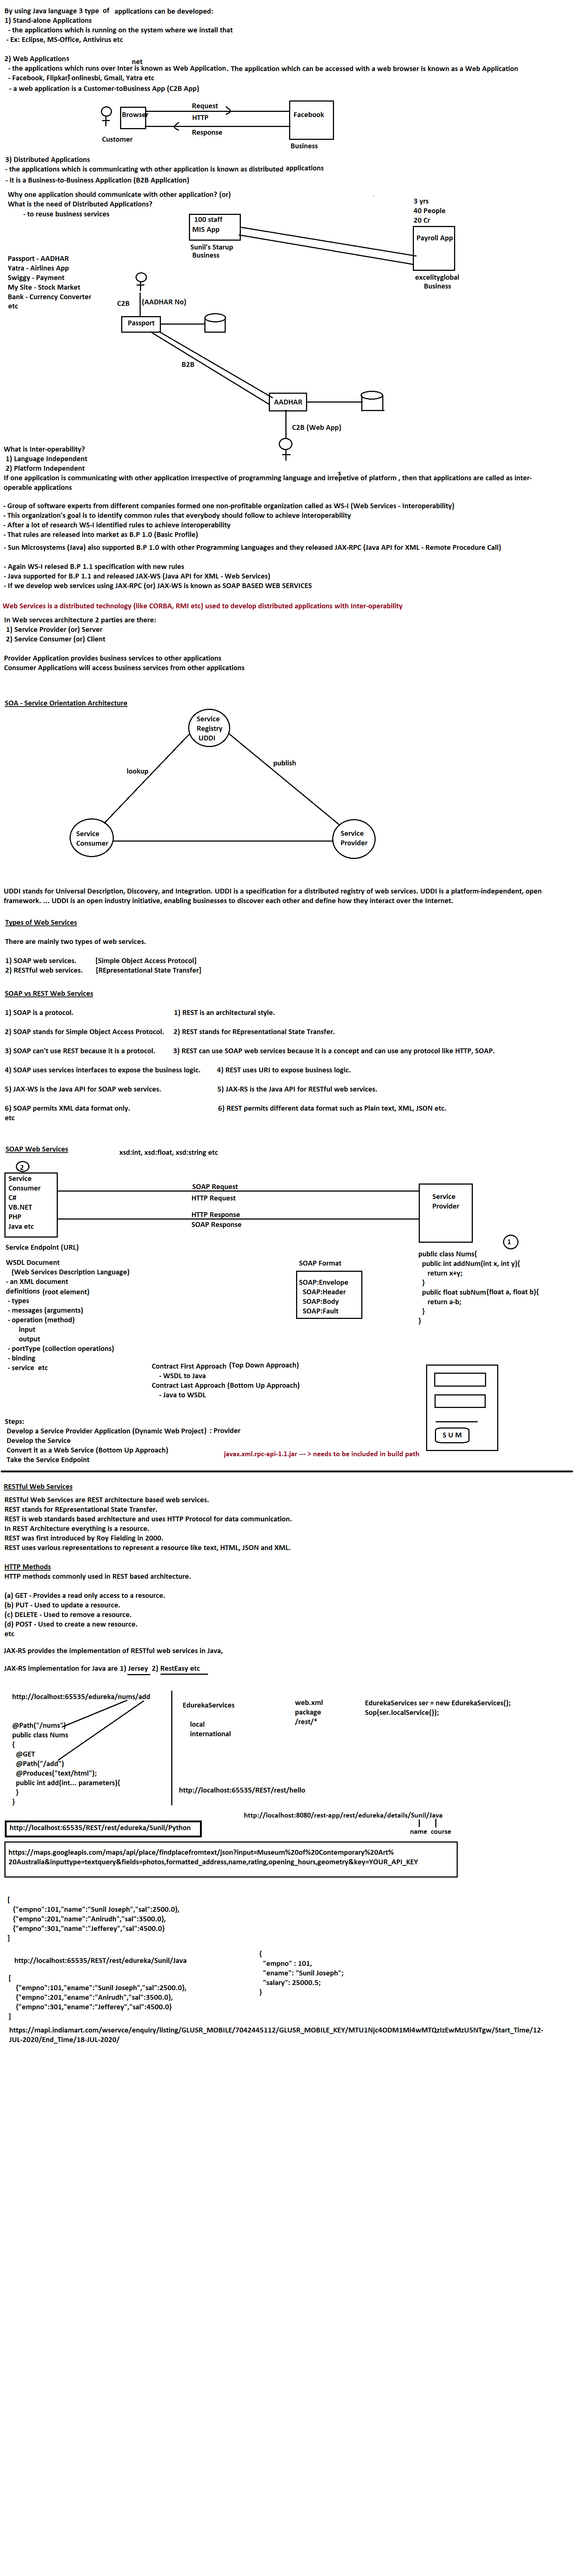 By using Java language 3 type of applications can be developed:
1) Stand-alone Applications
- the applications which is running on the system where we install that
- Ex: Eclipse, MS-Office, Antivirus etc
2) Web Applications
net
- the applications which runs over Inter is known as Web Application. The application which can be accessed with a web browser is known as a Web Application
- Facebook, Flipkart, onlinesbi, Gmail, Yatra etc
- a web application is a Customer-toBusiness App (C2B App)
Request
Browser
HTTP
Facebook
Response
Customer
Business
3) Distributed Applications
- the applications which is communicating wth other application is known as distributed applications
- it is a Business-to-Business Application (B2B Application)
Why one application should communicate with other application? (or)
What is the need of Distributed Applications?
- to reuse business services
3 yrs
40 People
20 Cr
100 staff
MIS App
Payroll App
Sunil's Starup
Business
excelityglobal
Business
Passport - AADHAR
Yatra - Airlines App
Swiggy - Payment
My Site - Stock Market
Bank - Currency Converter
etc
C2B (AADHAR No)
Passport
B2B
AADHAR
C2B (Web App)
What is Inter-operability?
1) Language Independent
2) Platform Independent
s
If one application is communicating with other application irrespective of programming language and irrepetive of platform , then that applications are called as inter-
operable applications
- Group of software experts from different companies formed one non-profitable organization called as WS-I (Web Services - Interoperability)
- This organization's goal is to Identify common rules that everybody should follow to achieve interoperability
- After a lot of research WS-I identified rules to achieve interoperability
- That rules are released into market as B.P 1.0 (Basic Profile)
- Sun Microsystems (Java) also supported B.P 1.0 with other Programming Languages and they released JAX-RPC (Java API for XML - Remote Procedure Call)
- Again WS-I relesed B.P 1.1 specification with new rules
- Java supported for B.P 1.1 and released JAX-WS (Java API for XML - Web Services)
- If we develop web services using JAX-RPC (or) JAX-WS is known as SOAP BASED WEB SERVICES
Web Services is a distributed technology (like CORBA, RMI etc) used to develop distributed applications with Inter-operability
In Web servces architecture 2 parties are there:
1) Service Provider (or) Server
2) Service Consumer (or) Client
Provider Application provides business services to other applications
Consumer Applications will access business services from other applications
SOA - Service Orientation Architecture
Service
Registry
UDDI
lookup
publish
Service
Consumer
Service
Provider
UDDI stands for Universal Description, Discovery, and Integration. UDDI is a specification for a distributed registry of web services. UDDI is a platform-independent, open
framework. ... UDDI is an open industry initiative, enabling businesses to discover each other and define how they interact over the Internet.
Types of Web Services
There are mainly two types of web services.
1) SOAP web services. [Simple Object Access Protocol]
2) RESTful web services. [REpresentational State Transfer]
SOAP vs REST Web Services
1) SOAP is a protocol. 1) REST is an architectural style.
2) SOAP stands for Simple Object Access Protocol. 2) REST stands for REpresentational State Transfer.
3) SOAP can't use REST because it is a protocol. 3) REST can use SOAP web services because it is a concept and can use any protocol like HTTP, SOAP.
4) SOAP uses services interfaces to expose the business logic. 4) REST uses URI to expose business logic.
5) JAX-WS is the Java API for SOAP web services. 5) JAX-RS is the Java API for RESTful web services.
6) SOAP permits XML data format only. 6) REST permits different data format such as Plain text, XML, JSON etc.
etc
SOAP Web Services
xsd:int, xsd:float, xsd:string etc
2
Service
Consumer
C#
VB.NET
PHP
Java etc
SOAP Request
HTTP Request
HTTP Response
SOAP Response
Service
Provider
Service Endpoint (URL)
1
WSDL Document
(Web Services Description Language)
- an XML document
definitions (root element)
- types
- messages (arguments)
- operation (method)
input
output
- portType (collection operations)
- binding
- service etc
SOAP Format
SOAP:Envelope
SOAP:Header
SOAP:Body
SOAP:Fault
public class Nums{
public int addNum(int x, int y){
return x+y;
}
public float subNum(float a, float b){
return a-b;
}
}
Contract First Approach (Top Down Approach)
- WSDL to Java
Contract Last Approach (Bottom Up Approach)
- Java to WSDL
S U M
Steps:
Develop a Service Provider Application (Dynamic Web Project) : Provider
Develop the Service
Convert it as a Web Service (Bottom Up Approach)
Take the Service Endpoint
javax.xml.rpc-api-1.1.jar --- > needs to be included in build path
RESTful Web Services
RESTful Web Services are REST architecture based web services.
REST stands for REpresentational State Transfer.
REST is web standards based architecture and uses HTTP Protocol for data communication.
In REST Architecture everything is a resource.
REST was first introduced by Roy Fielding in 2000.
REST uses various representations to represent a resource like text, HTML, JSON and XML.
HTTP Methods
HTTP methods commonly used in REST based architecture.
(a) GET - Provides a read only access to a resource.
(b) PUT - Used to update a resource.
(c) DELETE - Used to remove a resource.
(d) POST - Used to create a new resource.
etc
JAX-RS provides the implementation of RESTful web services in Java,
JAX-RS implementation for Java are 1) Jersey 2) RestEasy etc
http://localhost:65535/edureka/nums/add
@Path("/nums")
public class Nums
{
@GET
@Path("/add")
@Produces("text/html");
public int add(int... parameters){
}
}
EdurekaServices
local
international
web.xml
package
/rest/*
EdurekaServices ser = new EdurekaServices();
Sop(ser.localService());
http://localhost:65535/REST/rest/hello
http://localhost:8080/rest-app/rest/edureka/details/Sunil/Java
name course
http://localhost:65535/REST/rest/edureka/Sunil/Python
https://maps.googleapis.com/maps/api/place/findplacefromtext/json?input=Museum%20of%20Contemporary%20Art%
20Australia&inputtype=textquery&fields=photos,formatted_address,name,rating,opening_hours,geometry&key=YOUR_API_KEY
[
{"empno":101,"name":"Sunil Joseph","sal":2500.0},
{"empno":201,"name":"Anirudh","sal":3500.0},
{"empno":301,"name":"Jefferey","sal":4500.0}
]
http://localhost:65535/REST/rest/edureka/Sunil/Java
[
{"empno":101,"ename":"Sunil Joseph","sal":2500.0},
{"empno":201,"ename":"Anirudh","sal":3500.0},
{"empno":301,"ename":"Jefferey","sal":4500.0}
]
{
"empno" : 101,
"ename": "Sunil Joseph";
"salary": 25000.5;
}
https://mapi.indiamart.com/wservce/enquiry/listing/GLUSR_MOBILE/7042445112/GLUSR_MOBILE_KEY/MTU1Njc4ODM1Mi4wMTQzIzEwMzU5NTgw/Start_Time/12-
JUL-2020/End_Time/18-JUL-2020/